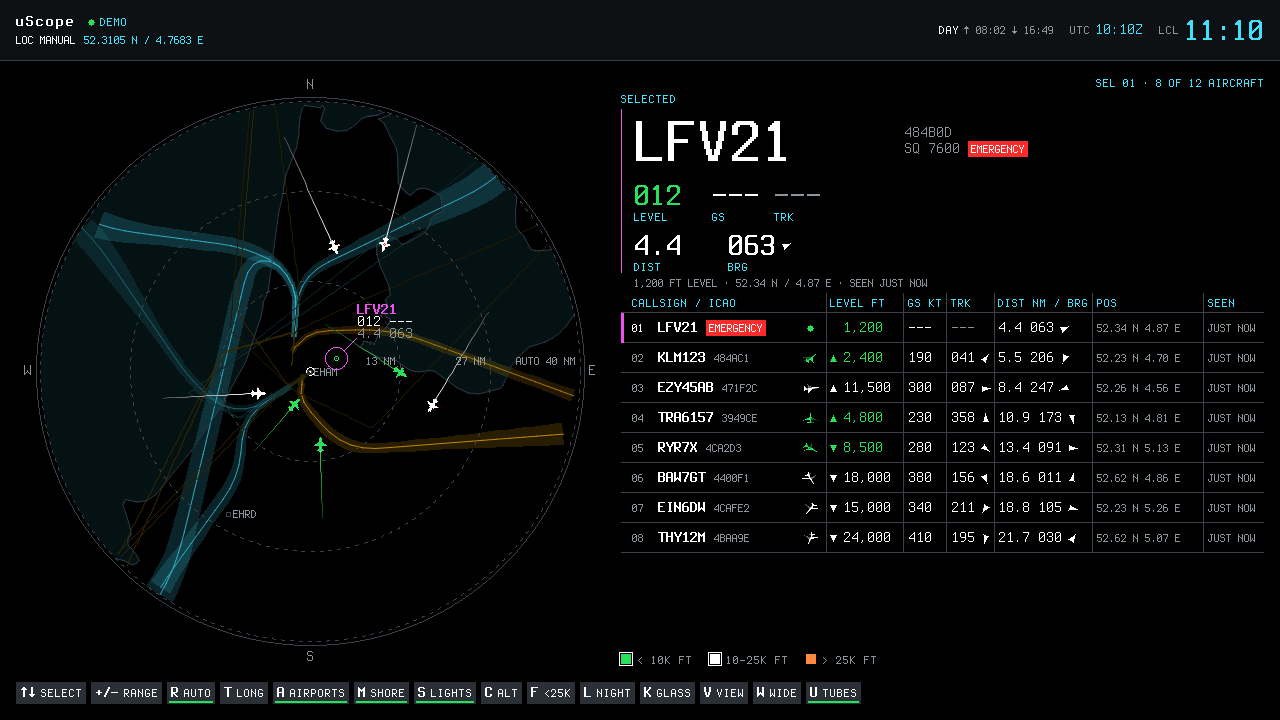 uScope DEMO
LOC MANUAL 52.3105 N / 4.7683 E
DAY ↑ 08:02 ↓ 16:49 UTC 10:10Z LCL 11:10
SEL 01 · 8 OF 12 AIRCRAFT
SELECTED
LFV21
484B0D
SQ 7600 EMERGENCY
012 --- ---
LEVEL GS TRK
4.4 063
DIST BRG
1,200 FT LEVEL · 52.34 N / 4.87 E · SEEN JUST NOW
CALLSIGN / ICAO LEVEL FT GS KT TRK DIST NM / BRG POS SEEN
01 LFV21 EMERGENCY 1,200 --- --- 4.4 063 52.34 N 4.87 E JUST NOW
02 KLM123 484AC1 ▲ 2,400 190 041 5.5 206 52.23 N 4.70 E JUST NOW
03 EZY45AB 471F2C ▲ 11,500 300 087 8.4 247 52.26 N 4.56 E JUST NOW
04 TRA6157 3949CE ▲ 4,800 230 358 10.9 173 52.13 N 4.81 E JUST NOW
05 RYR7X 4CA2D3 ▼ 8,500 280 123 13.4 091 52.31 N 5.13 E JUST NOW
06 BAW7GT 4400F1 ▼ 18,000 380 156 18.6 011 52.62 N 4.86 E JUST NOW
07 EIN6DW 4CAFE2 ▼ 15,000 340 211 18.8 105 52.23 N 5.26 E JUST NOW
08 THY12M 4BAA9E ▼ 24,000 410 195 21.7 030 52.62 N 5.07 E JUST NOW
< 10K FT 10-25K FT > 25K FT
N
W
E
S
LFV21
012 ---
4.4 063
13 NM 27 NM AUTO 40 NM
EHAM
EHRD
↑↓ SELECT +/- RANGE R AUTO T LONG A AIRPORTS M SHORE S LIGHTS C ALT F <25K L NIGHT K GLASS V VIEW W WIDE U TUBES